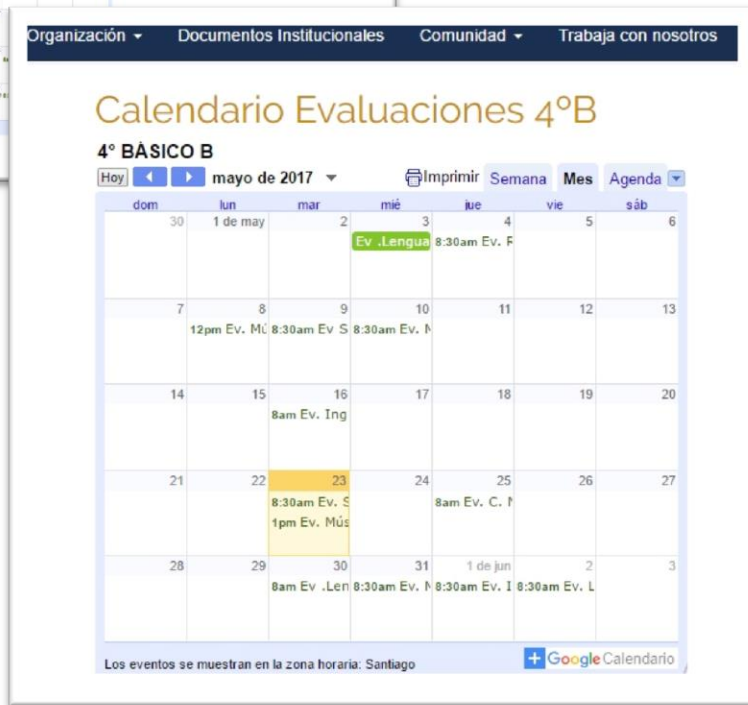 Organización Documentos Institucionales Comunidad Trabaja con nosotros
Calendario Evaluaciones 4ºB
4° BÁSICO B
Hoy mayo de 2017 Imprimir Semana Mes Agenda
dom lun mar mié jue vie sáb
30 1 de may 2 3 4 5 6
Ev .Lengua 8:30am Ev. R
7 8 9 10 11 12 13
12pm Ev. Mú 8:30am Ev S 8:30am Ev. M
14 15 16 17 18 19 20
8am Ev. Ing
21 22 23 24 25 26 27
8:30am Ev. S 8am Ev. C. N
1pm Ev. Mús
28 29 30 31 1 de jun 2 3
8am Ev .Len 8:30am Ev. M 8:30am Ev. I 8:30am Ev. L
Los eventos se muestran en la zona horaria: Santiago
Google Calendario